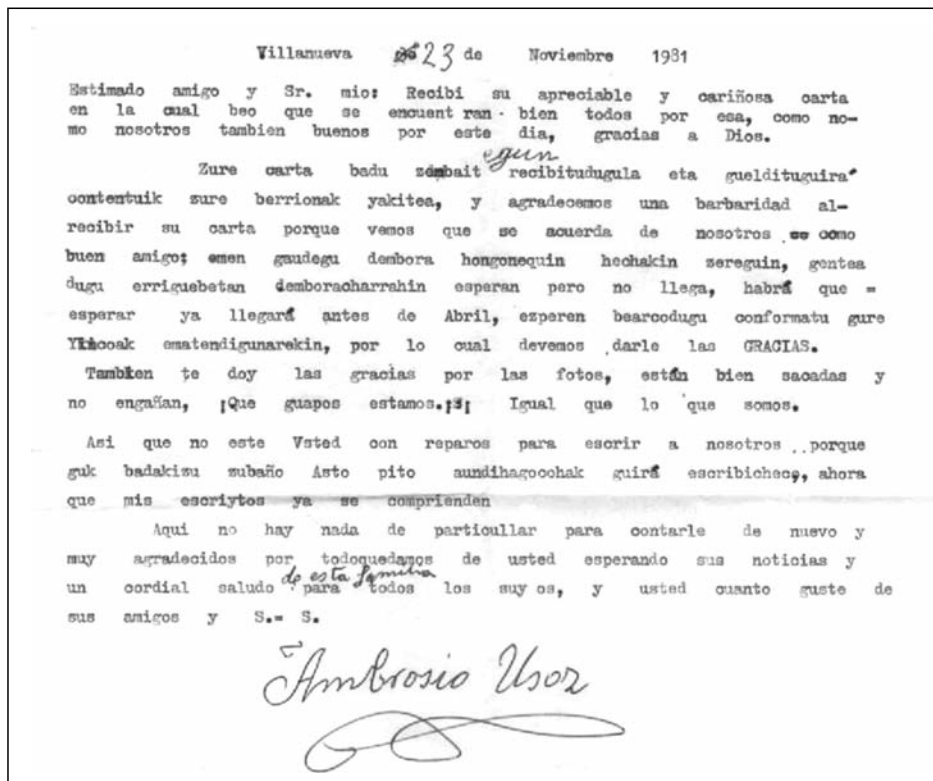 Villanueva 23 de Noviembre 1981
Estimado amigo y Sr. mio: Recibi su apreciable y cariñosa carta
en la cual beo que se encuent ran bien todos por esa, como no-
mo nosotros tambien buenos por este dia, gracias a Dios.
egun
Zure carta badu zembait recibitudugula eta gueldituguira
contentuik zure berrionak yakitea, y agradecemos una barbaridad al-
recibir su carta porque vemos que se acuerda de nosotros como
buen amigo; emen gaudegu dembora hongonequin hechakin zereguin, gentea
dugu erriguebetan demboracharrahin esperan pero no llega, habrá que =
esperar ya llegará antes de Abril, ezperen bearcodugu conformatu gure
ematendigunarekin, por lo cual devemos darle las GRACIAS.
Tambien te doy las gracias por las fotos, están bien sacadas y
no engañan, ¡Que guapos estamos. Igual que lo que somos.
Asi que no este Vsted con reparos para escrir a nosotros porque
guk badakizu zubaño Asto pito aundihagocohak guirá escribicheco, ahora
que mis escriytos ya se comprienden
Aqui no hay nada de particullar para contarle de nuevo y
muy agradecidos por todoquedamos de usted esperando sus noticias y
de esta familia
un cordial saludo para todos los suy os, y usted cuanto guste de
sus amigos y S.= S.
Ambrosio Usoz